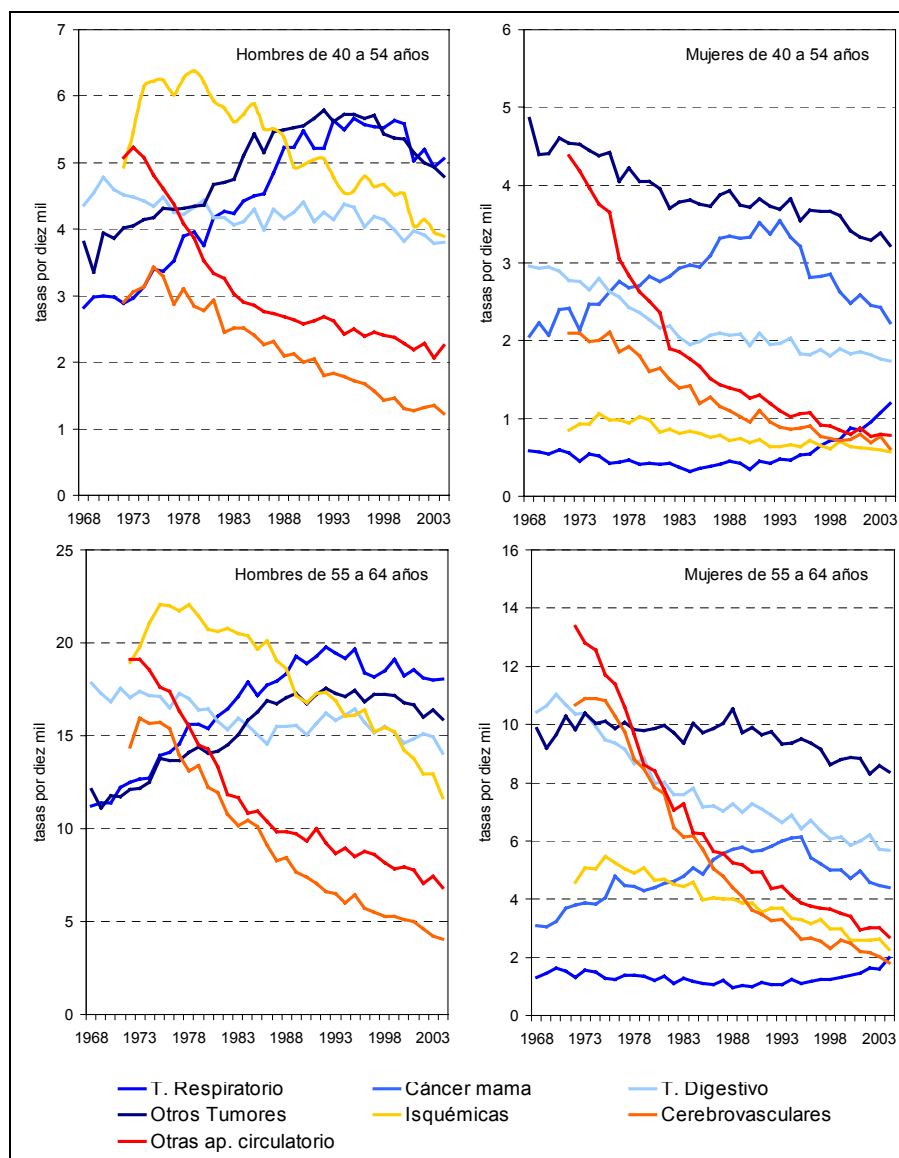 Hombres de 40 a 54 años
tasas por diez mil
7
6
5
4
3
2
1
0
1968 1973 1978 1983 1988 1993 1998 2003
Mujeres de 40 a 54 años
6
5
4
3
2
1
0
1968 1973 1978 1983 1988 1993 1998 2003
Hombres de 55 a 64 años
tasas por diez mil
25
20
15
10
5
0
1968 1973 1978 1983 1988 1993 1998 2003
Mujeres de 55 a 64 años
16
14
12
10
8
6
4
2
0
1968 1973 1978 1983 1988 1993 1998 2003
T. Respiratorio Cáncer mama T. Digestivo
Otros Tumores Isquémicas Cerebrovasculares
Otras ap. circulatorio